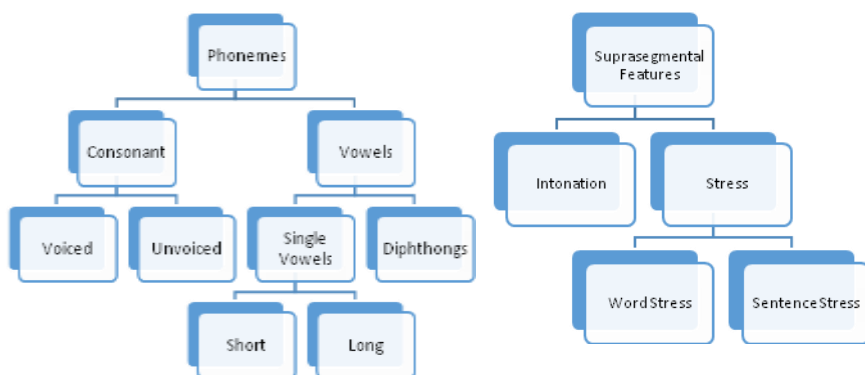 Phonemes
Consonant
Vowels
Voiced
Unvoiced
Single
Vowels
Diphthongs
Short
Long
Suprasegmental
Features
Intonation
Stress
Word Stress
Sentence Stress